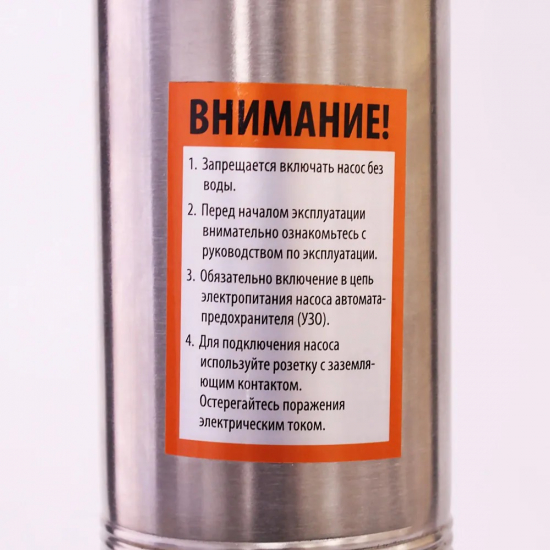 ВНИМАНИЕ!
1. Запрещается включать насос без
воды.
2. Перед началом эксплуатации
внимательно ознакомьтесь с
руководством по эксплуатации.
3. Обязательно включение в цепь
электропитания насоса автомата-
предохранителя (УЗО).
4. Для подключения насоса
используйте розетку с заземля-
ющим контактом.
Остерегайтесь поражения
электрическим током.